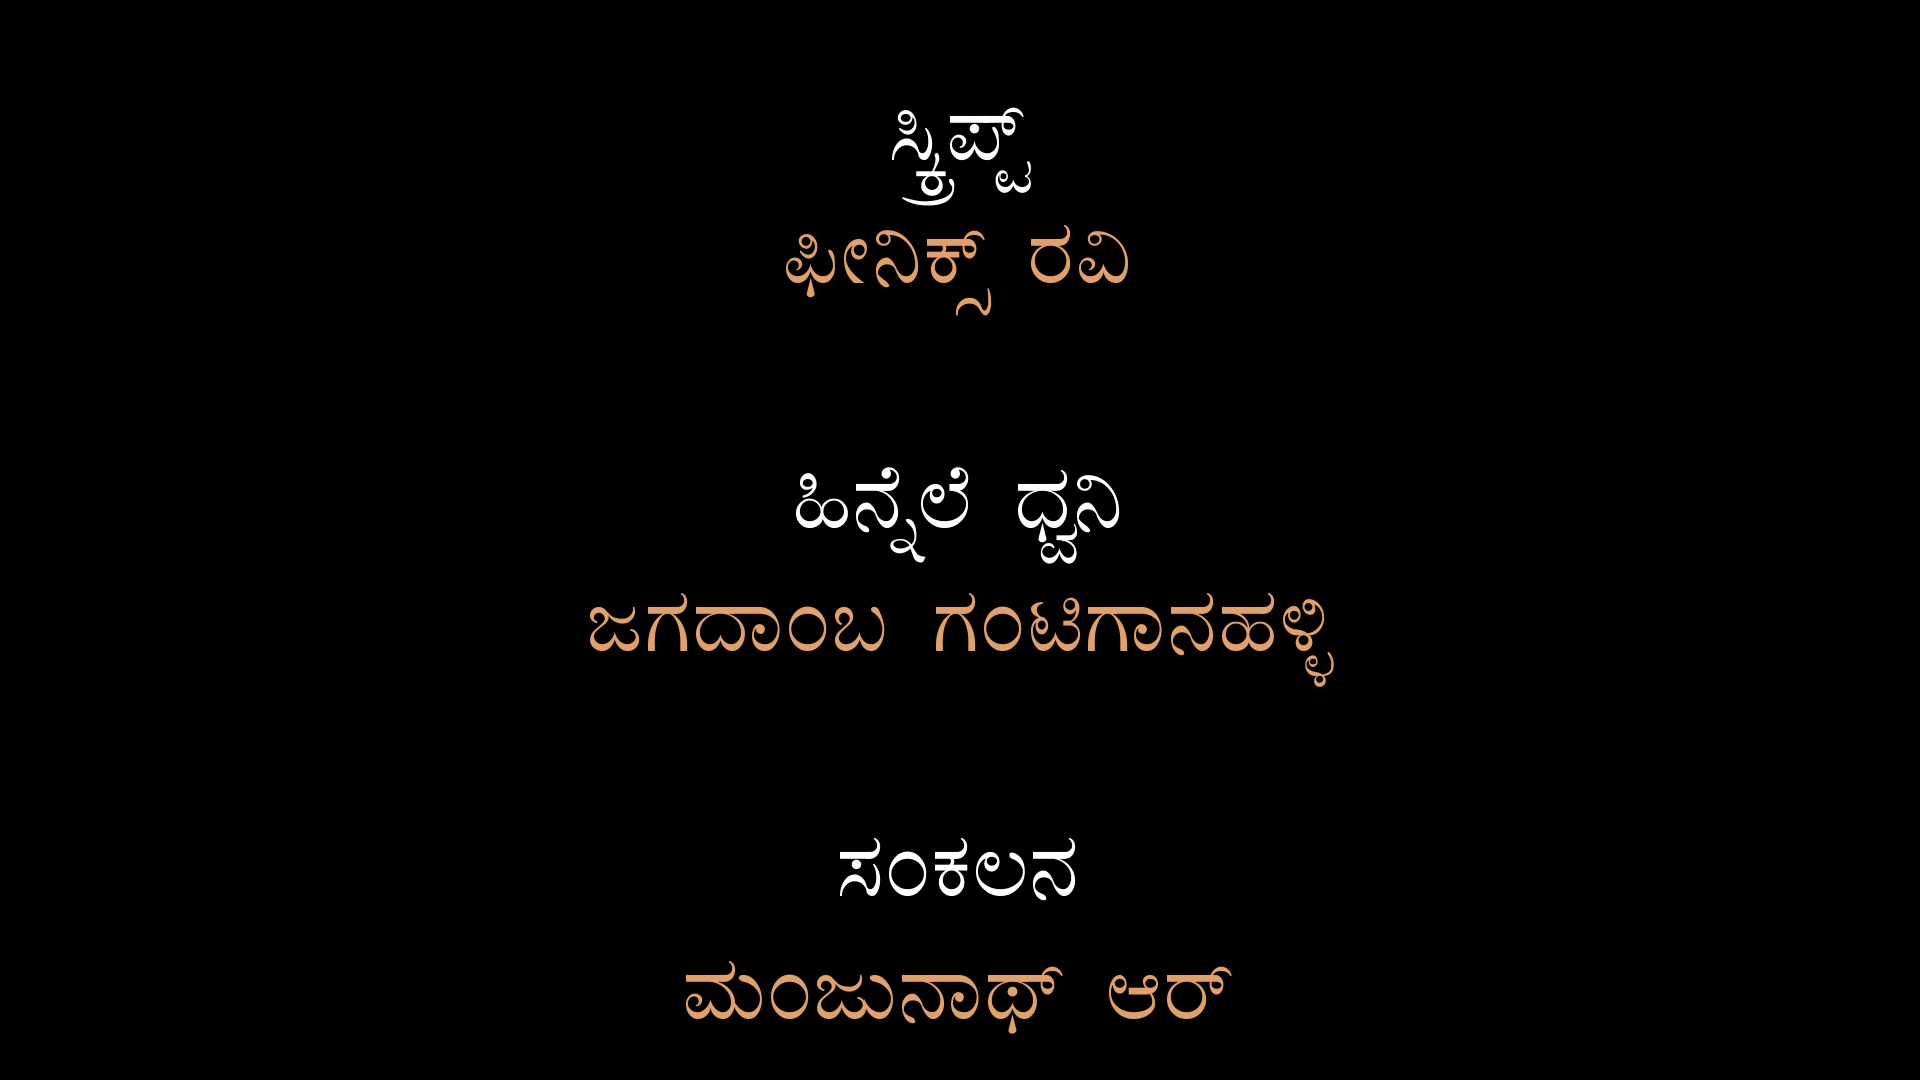 ಸ್ಕ್ರಿಪ್ಟ್
ಫೀನಿಕ್ಸ್ ರವಿ
ಹಿನ್ನೆಲೆ ಧ್ವನಿ
ಜಗದಾಂಬ ಗಂಟಿಗಾನಹಳ್ಳಿ
ಸಂಕಲನ
ಮಂಜುನಾಥ್ ಆರ್